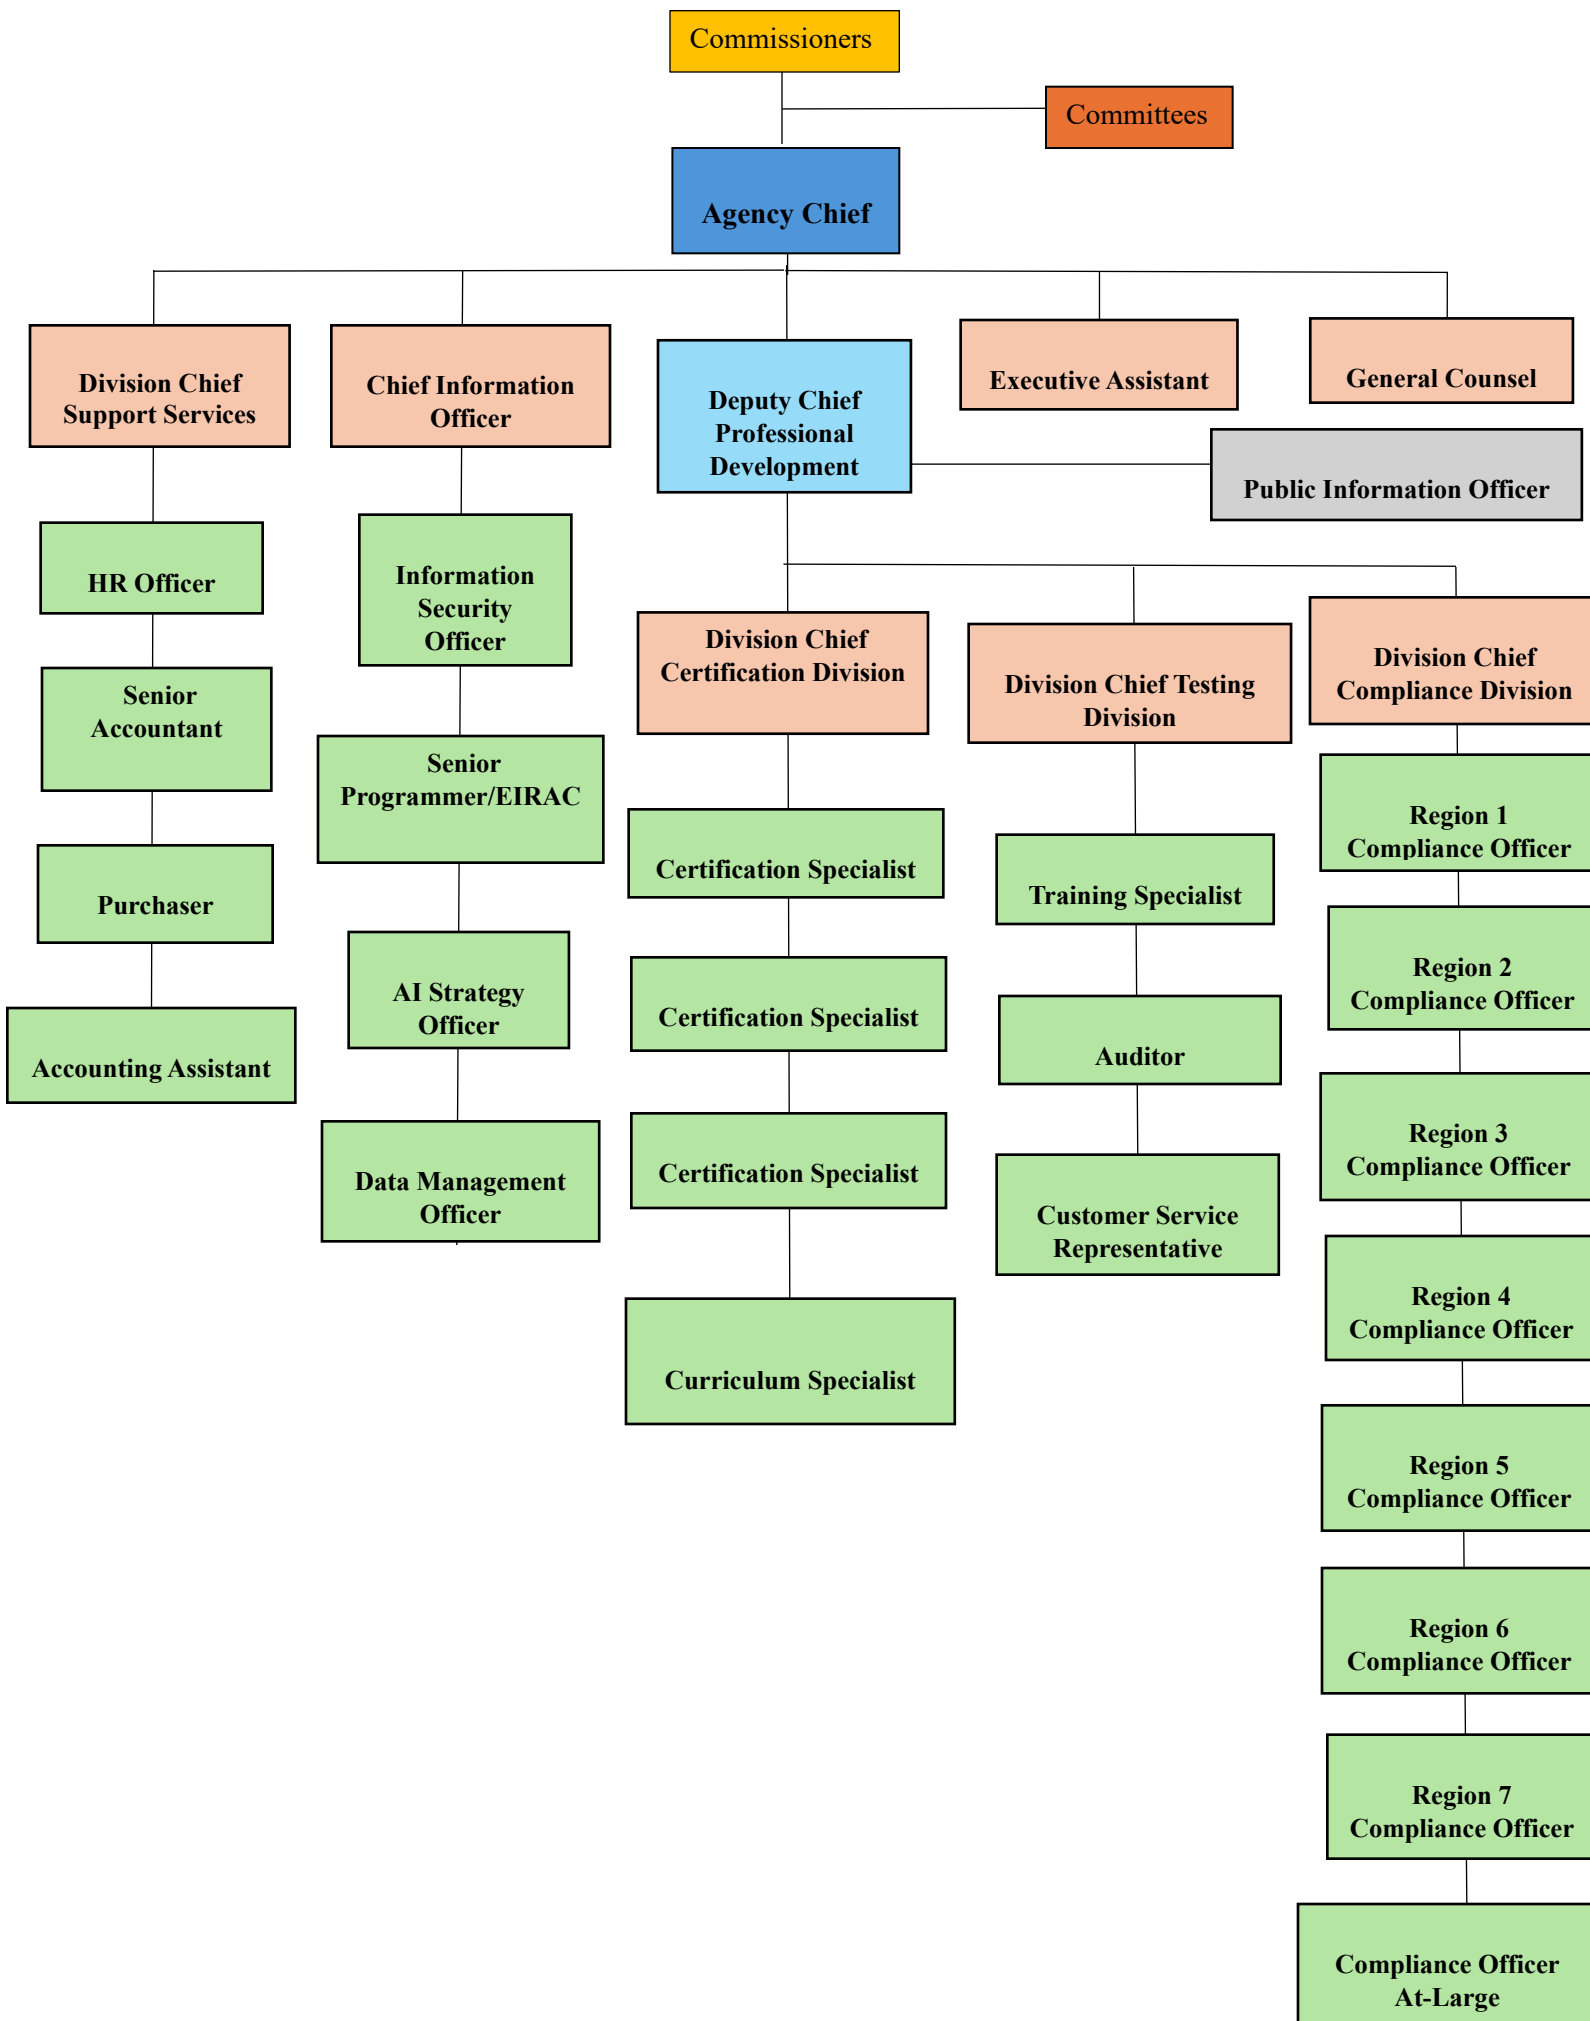 Commissioners
Committees
Agency Chief
Division Chief
Support Services
Chief Information
Officer
Deputy Chief
Professional
Development
Executive Assistant
General Counsel
Public Information Officer
HR Officer
Senior
Accountant
Purchaser
Accounting Assistant
Information
Security
Officer
Senior
Programmer/EIRAC
AI Strategy
Officer
Data Management
Officer
Division Chief
Certification Division
Certification Specialist
Certification Specialist
Certification Specialist
Curriculum Specialist
Division Chief Testing
Division
Training Specialist
Auditor
Customer Service
Representative
Division Chief
Compliance Division
Region 1
Compliance Officer
Region 2
Compliance Officer
Region 3
Compliance Officer
Region 4
Compliance Officer
Region 5
Compliance Officer
Region 6
Compliance Officer
Region 7
Compliance Officer
Compliance Officer
At-Large